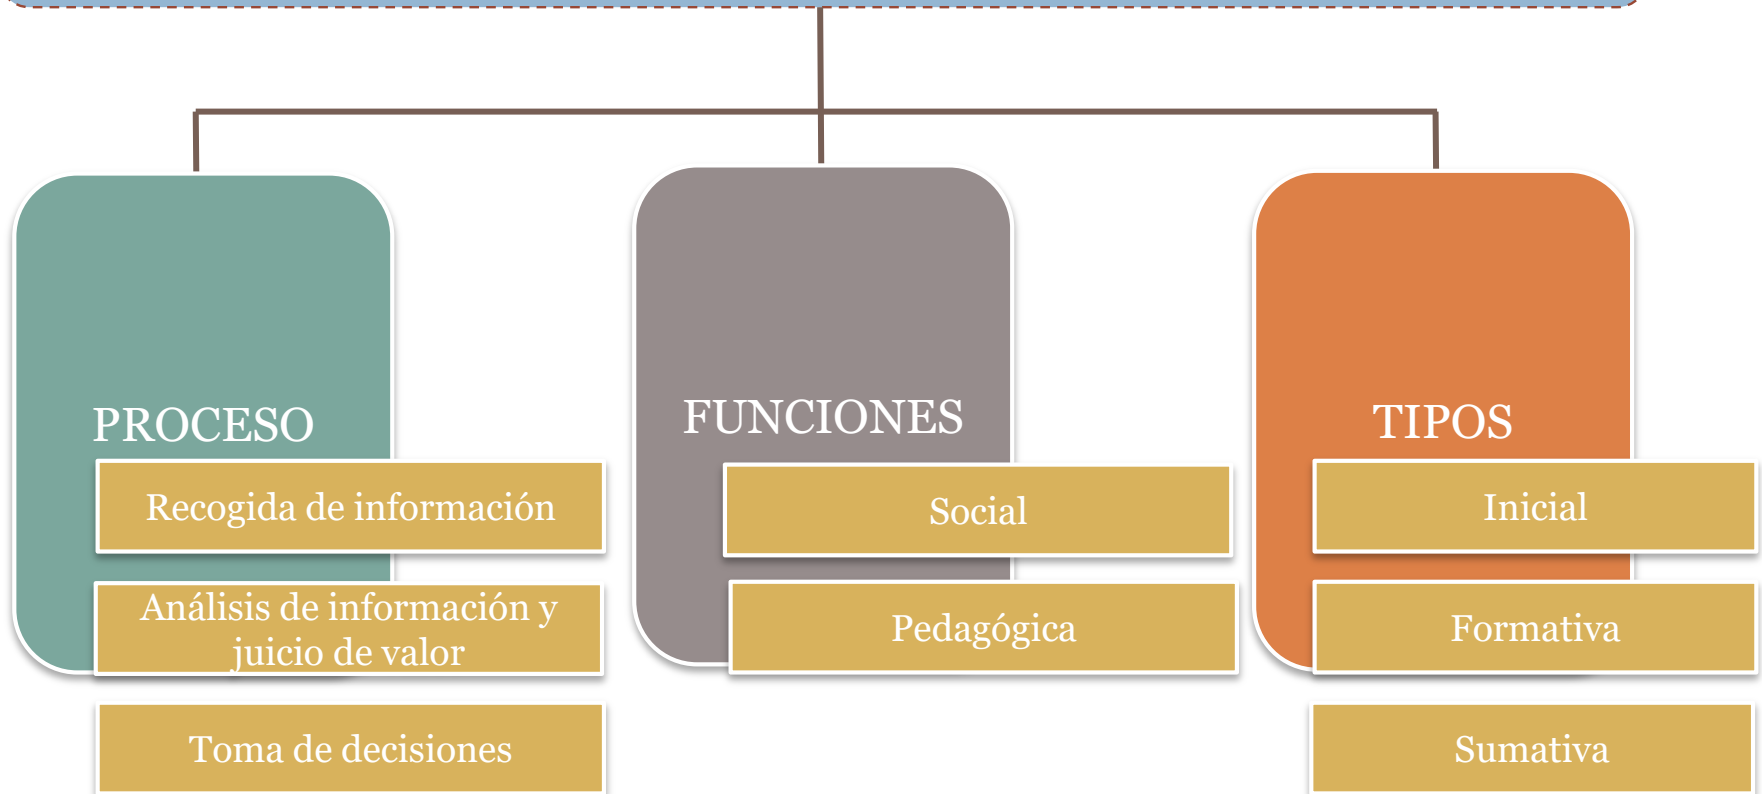 PROCESO
Recogida de información
Análisis de información y
juicio de valor
Toma de decisiones
FUNCIONES
Social
Pedagógica
TIPOS
Inicial
Formativa
Sumativa